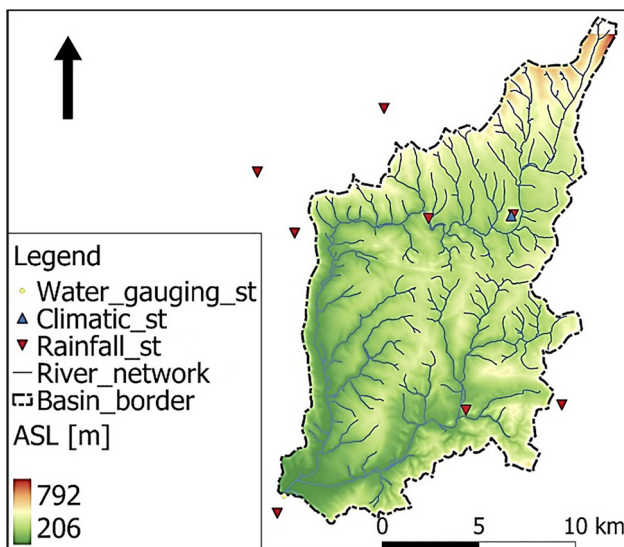 Legend
Water_gauging_st
Climatic_st
Rainfall_st
River_network
Basin_border
ASL [m]
792
206
0 5 10 km